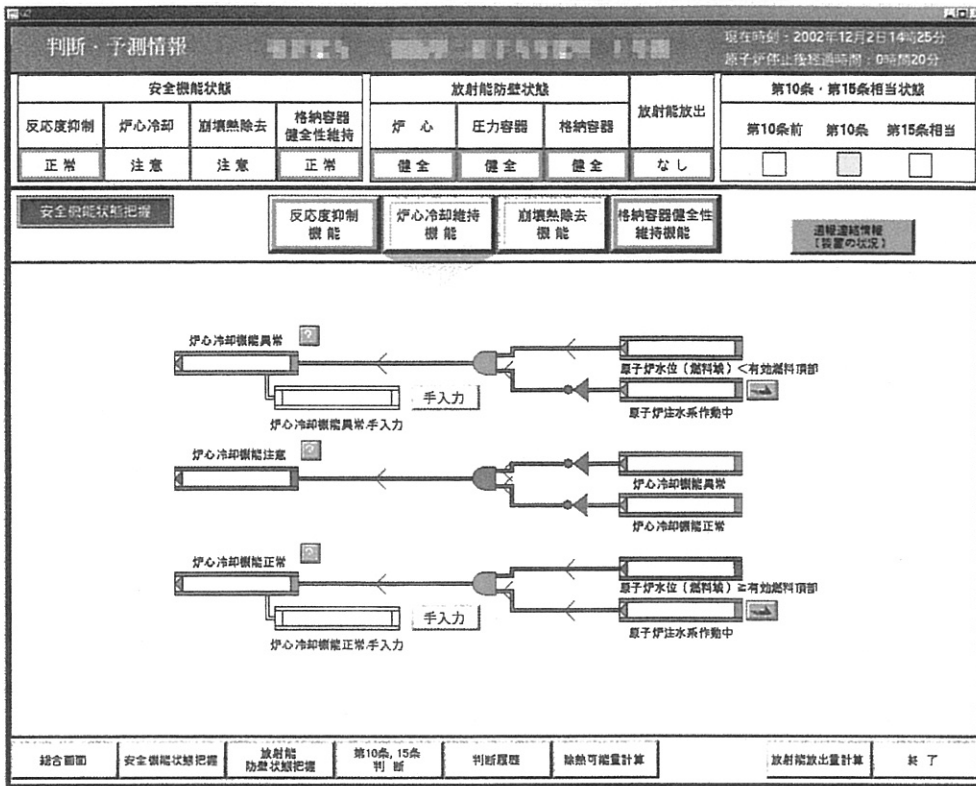 判断・予測情報
現在時刻：2002年12月2日14時25分
原子炉停止後経過時間：0時間20分
安全機能状態
放射能防壁状態
放射能放出
第10条・第15条相当状態
反応度抑制
炉心冷却
崩壊熱除去
格納容器
健全性維持
炉 心
圧力容器
格納容器
第10条前
第10条
第15条相当
正 常
注 意
注 意
正 常
健 全
健 全
健 全
な し
安全機能状態把握
反応度抑制
機 能
炉心冷却維持
機 能
崩壊熱除去
機 能
格納容器健全性
維持機能
通報連絡情報
【装置の状況】
炉心冷却機能異常
?
原子炉水位（燃料域）＜有効燃料頂部
手入力
炉心冷却機能異常手入力
原子炉注水系作動中
炉心冷却機能注意
?
炉心冷却機能異常
炉心冷却機能正常
炉心冷却機能正常
?
原子炉水位（燃料域）≧有効燃料頂部
手入力
炉心冷却機能正常手入力
原子炉注水系作動中
総合画面
安全機能状態把握
放射能
防壁状態把握
第10条, 15条
判 断
判断履歴
除熱可能量計算
放射能放出量計算
終 了